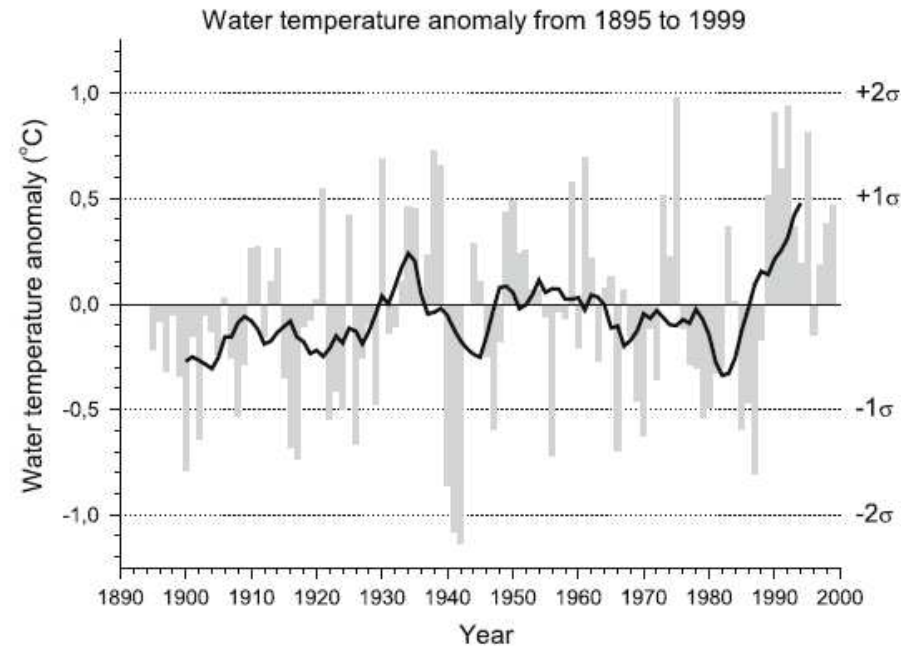 Water temperature anomaly from 1895 to 1999
Water temperature anomaly (°C)
1,0
0,5
0,0
-0,5
-1,0
+2σ
+1σ
-1σ
-2σ
1890 1900 1910 1920 1930 1940 1950 1960 1970 1980 1990 2000
Year